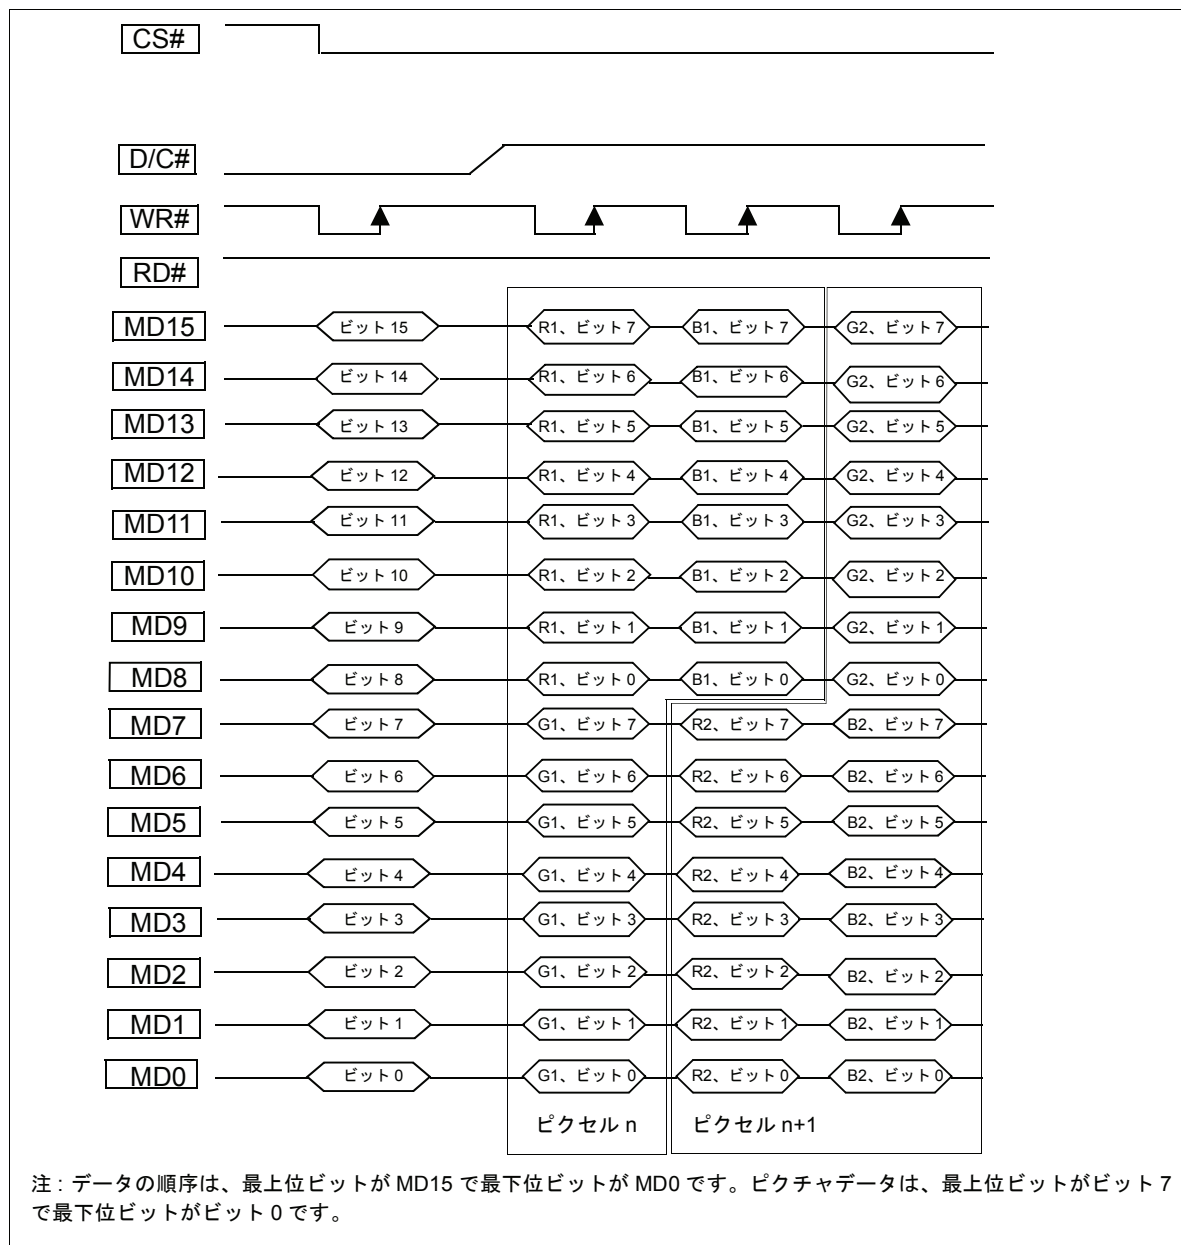 CS#
D/C#
WR#
RD#
MD15 ビット 15 R1、ビット 7 B1、ビット 7 G2、ビット 7
MD14 ビット 14 R1、ビット 6 B1、ビット 6 G2、ビット 6
MD13 ビット 13 R1、ビット 5 B1、ビット 5 G2、ビット 5
MD12 ビット 12 R1、ビット 4 B1、ビット 4 G2、ビット 4
MD11 ビット 11 R1、ビット 3 B1、ビット 3 G2、ビット 3
MD10 ビット 10 R1、ビット 2 B1、ビット 2 G2、ビット 2
MD9 ビット 9 R1、ビット 1 B1、ビット 1 G2、ビット 1
MD8 ビット 8 R1、ビット 0 B1、ビット 0 G2、ビット 0
MD7 ビット 7 G1、ビット 7 R2、ビット 7 B2、ビット 7
MD6 ビット 6 G1、ビット 6 R2、ビット 6 B2、ビット 6
MD5 ビット 5 G1、ビット 5 R2、ビット 5 B2、ビット 5
MD4 ビット 4 G1、ビット 4 R2、ビット 4 B2、ビット 4
MD3 ビット 3 G1、ビット 3 R2、ビット 3 B2、ビット 3
MD2 ビット 2 G1、ビット 2 R2、ビット 2 B2、ビット 2
MD1 ビット 1 G1、ビット 1 R2、ビット 1 B2、ビット 1
MD0 ビット 0 G1、ビット 0 R2、ビット 0 B2、ビット 0
ピクセル n ピクセル n+1
注 : データの順序は、最上位ビットが MD15 で最下位ビットが MD0 です。ピクチャデータは、最上位ビットがビット 7
で最下位ビットがビット 0 です。